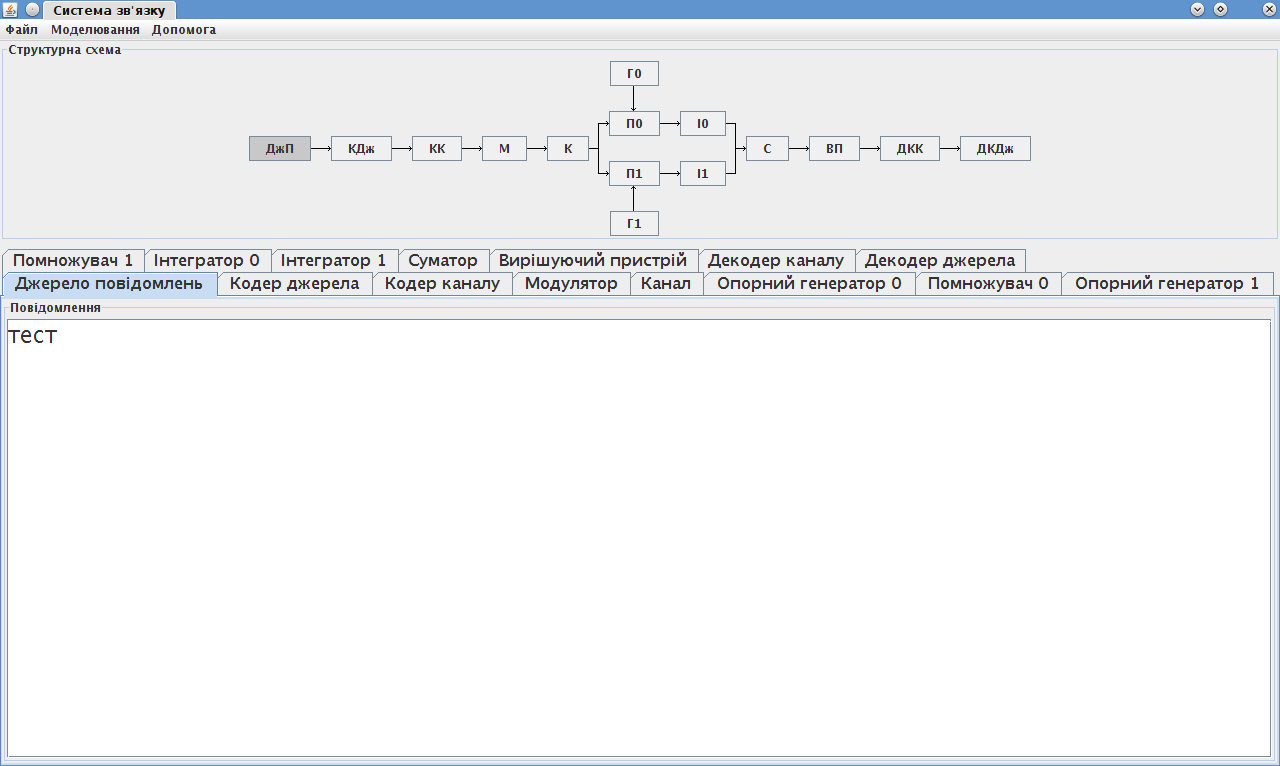 Система зв'язку
Файл Моделювання Допомога
Структурна схема
Г0
П0 І0
ДжП КДж КК М К С ВП ДКК ДКДж
П1 І1
Г1
Помножувач 1 Інтегратор 0 Інтегратор 1 Суматор Вирішуючий пристрій Декодер каналу Декодер джерела
Джерело повідомлень Кодер джерела Кодер каналу Модулятор Канал Опорний генератор 0 Помножувач 0 Опорний генератор 1
Повідомлення
тест